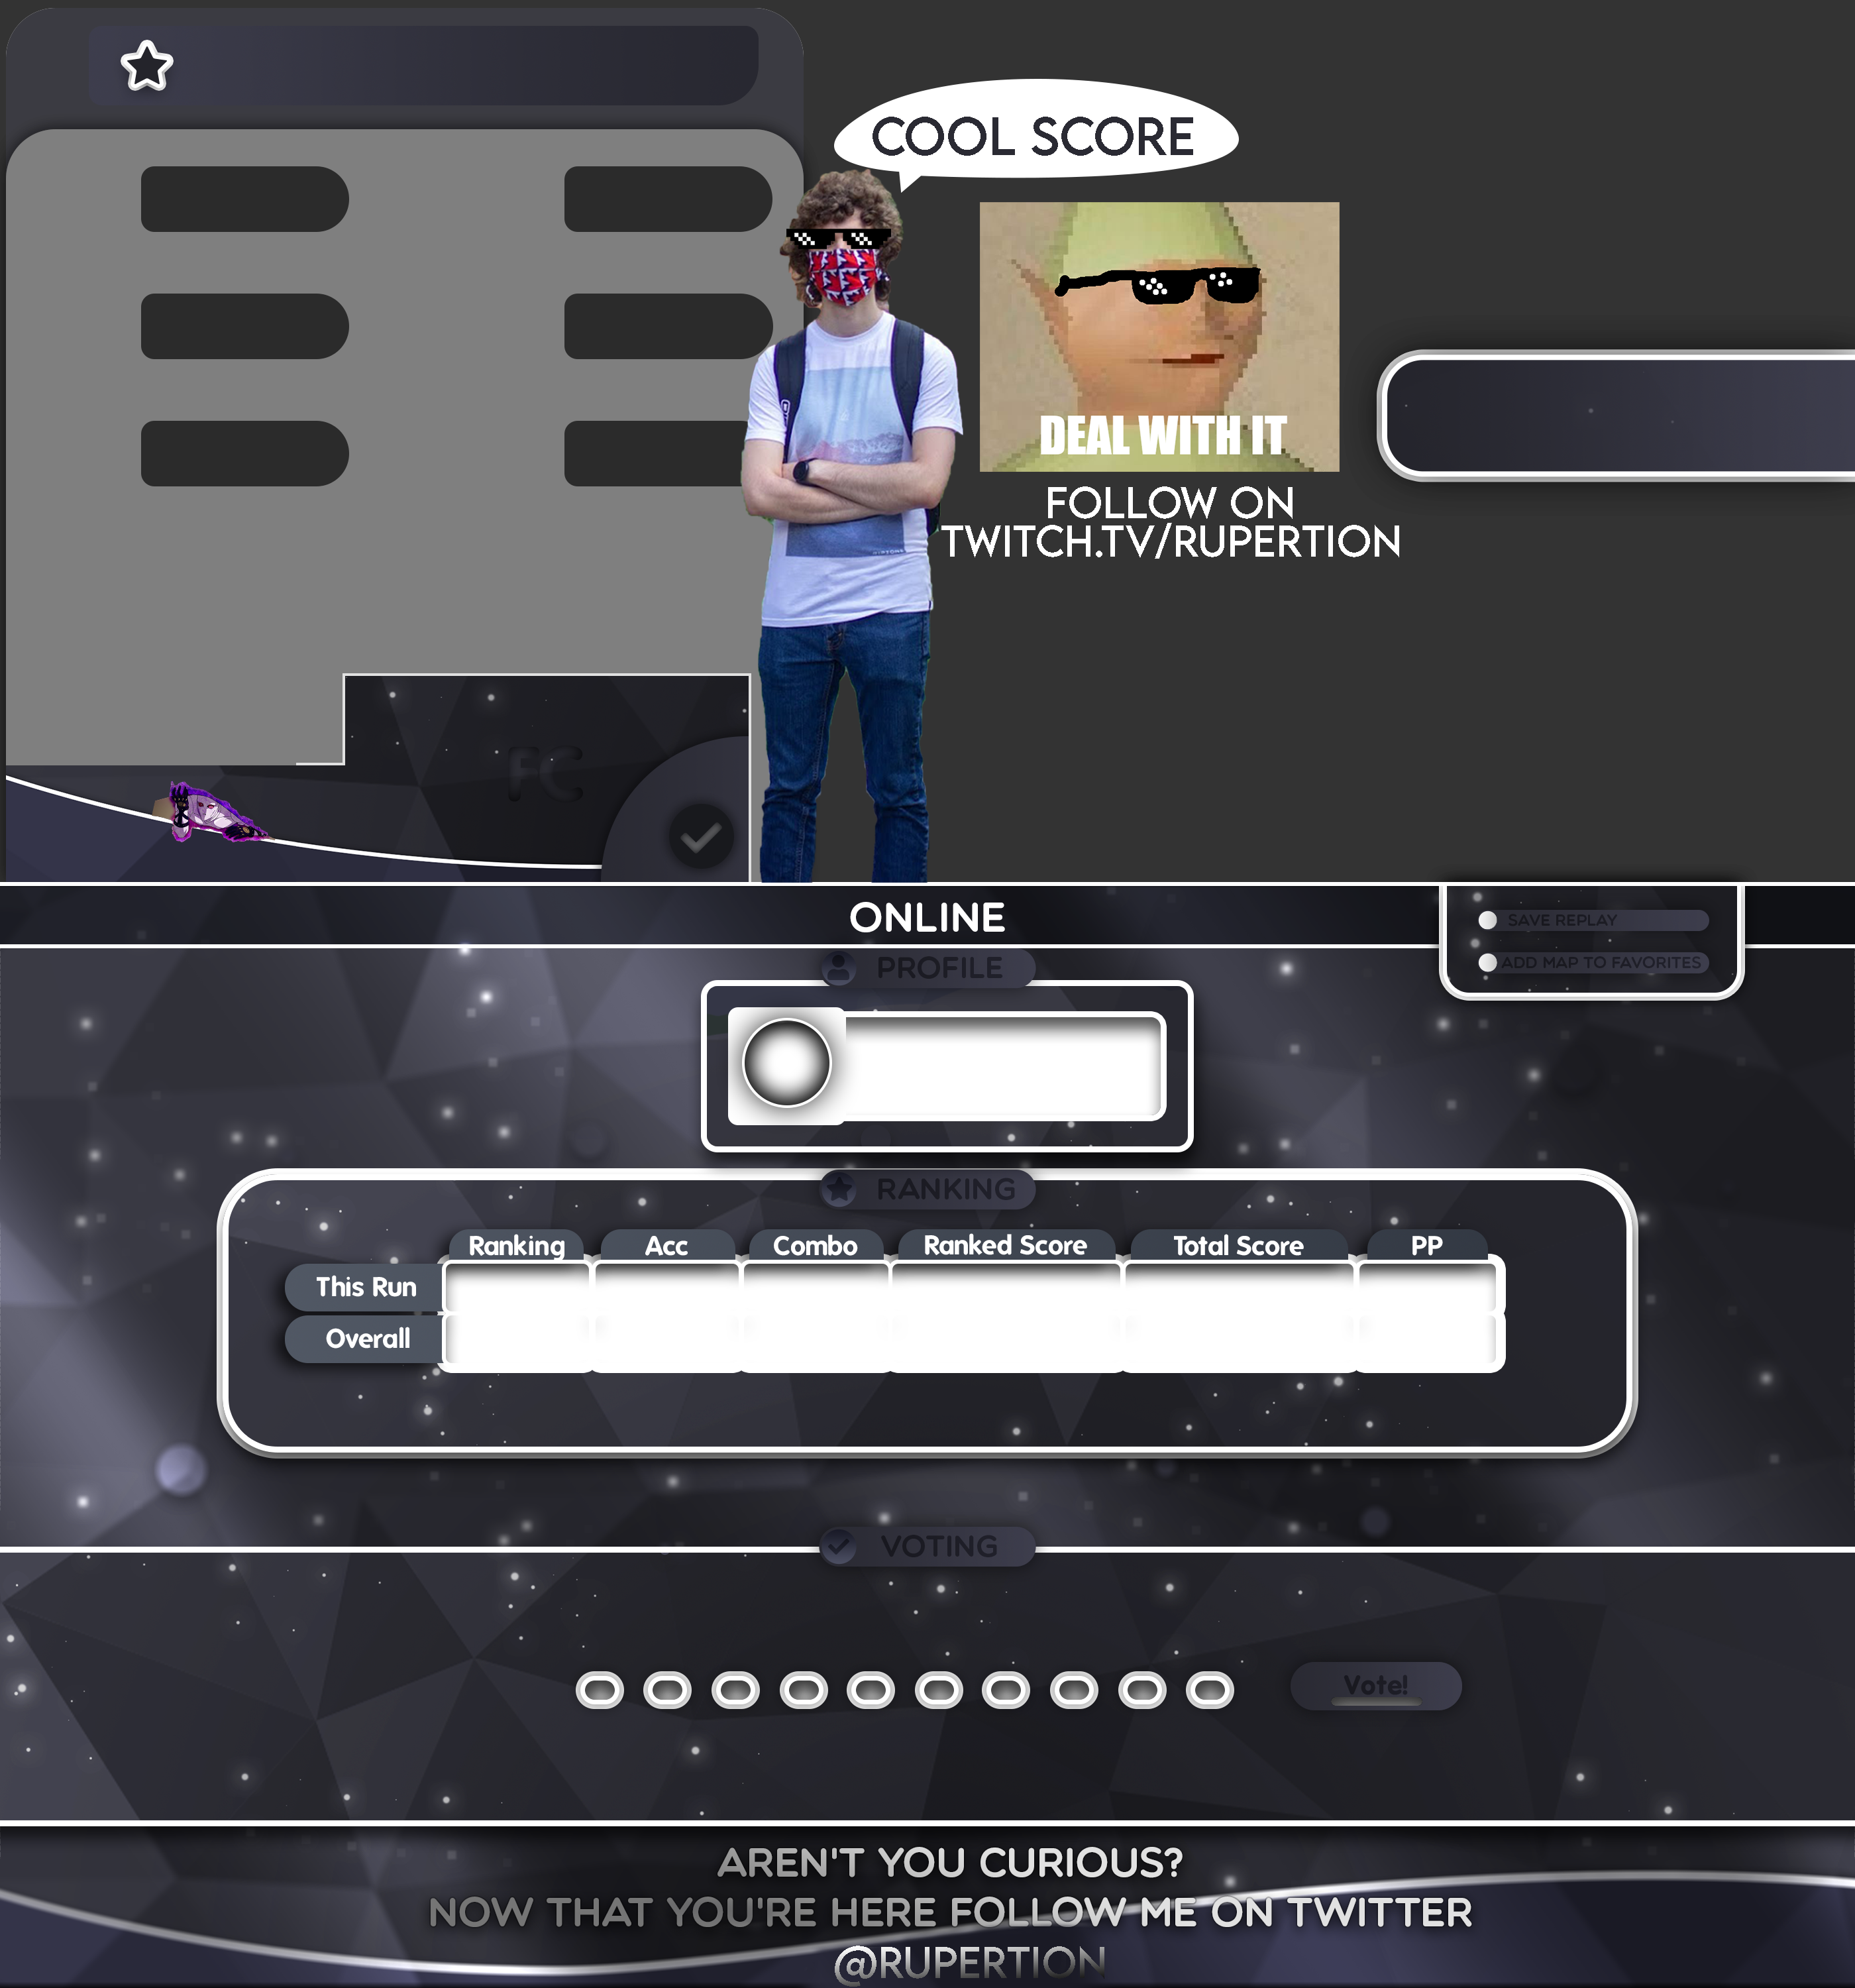 COOL SCORE
DEAL WITH IT
FOLLOW ON
TWITCH.TV/RUPERTION
FC
ONLINE
SAVE REPLAY
ADD MAP TO FAVORITES
PROFILE
RANKING
Ranking Acc Combo Ranked Score Total Score PP
This Run
Overall
VOTING
Vote!
AREN'T YOU CURIOUS?
NOW THAT YOU'RE HERE FOLLOW ME ON TWITTER
@RUPERTION